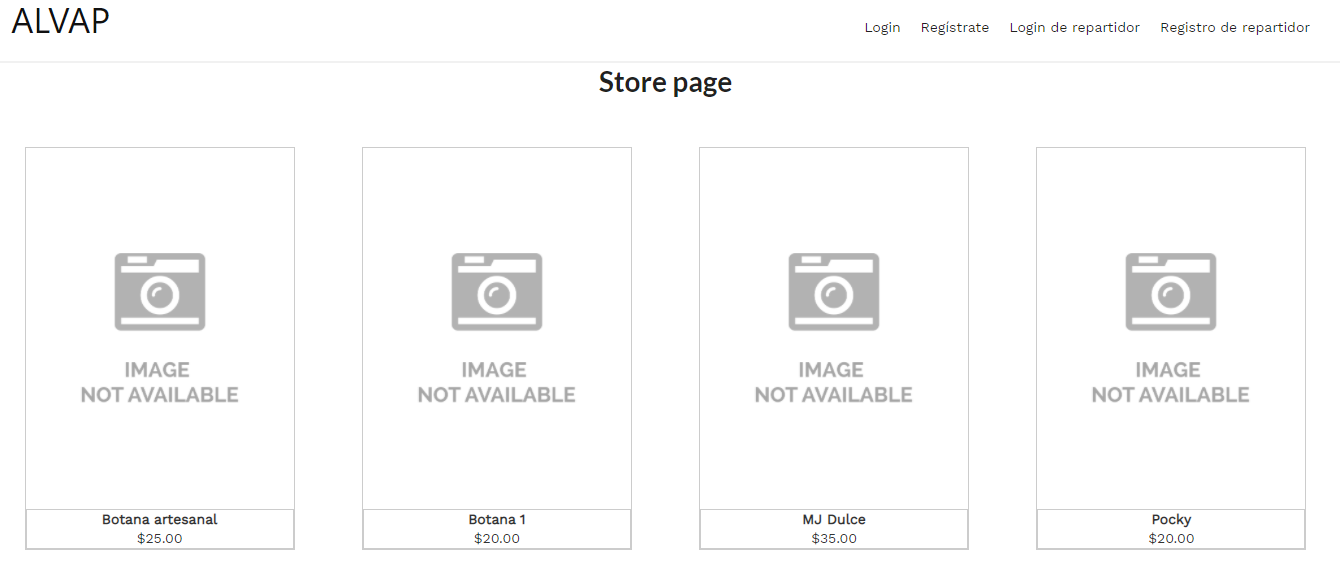 ALVAP
Login Regístrate Login de repartidor Registro de repartidor
Store page
IMAGE
NOT AVAILABLE
IMAGE
NOT AVAILABLE
IMAGE
NOT AVAILABLE
IMAGE
NOT AVAILABLE
Botana artesanal
$25.00
Botana 1
$20.00
MJ Dulce
$35.00
Pocky
$20.00